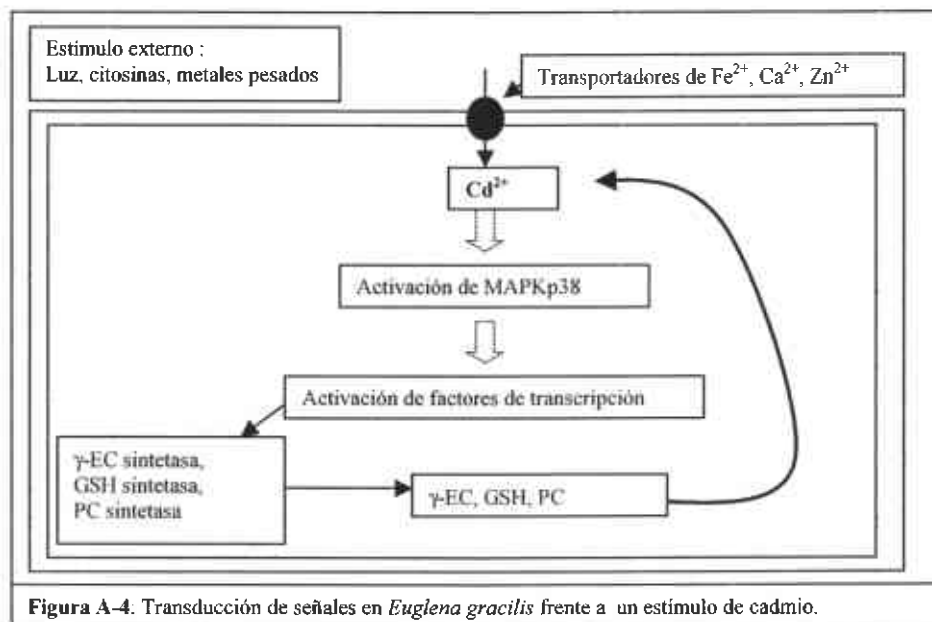 Estímulo externo :
Luz, citosinas, metales pesados
Transportadores de Fe²⁺, Ca²⁺, Zn²⁺
Cd²⁺
Activación de MAPKp38
Activación de factores de transcripción
γ-EC sintetasa,
GSH sintetasa,
PC sintetasa
γ-EC, GSH, PC
Figura A-4. Transducción de señales en Euglena gracilis frente a un estímulo de cadmio.